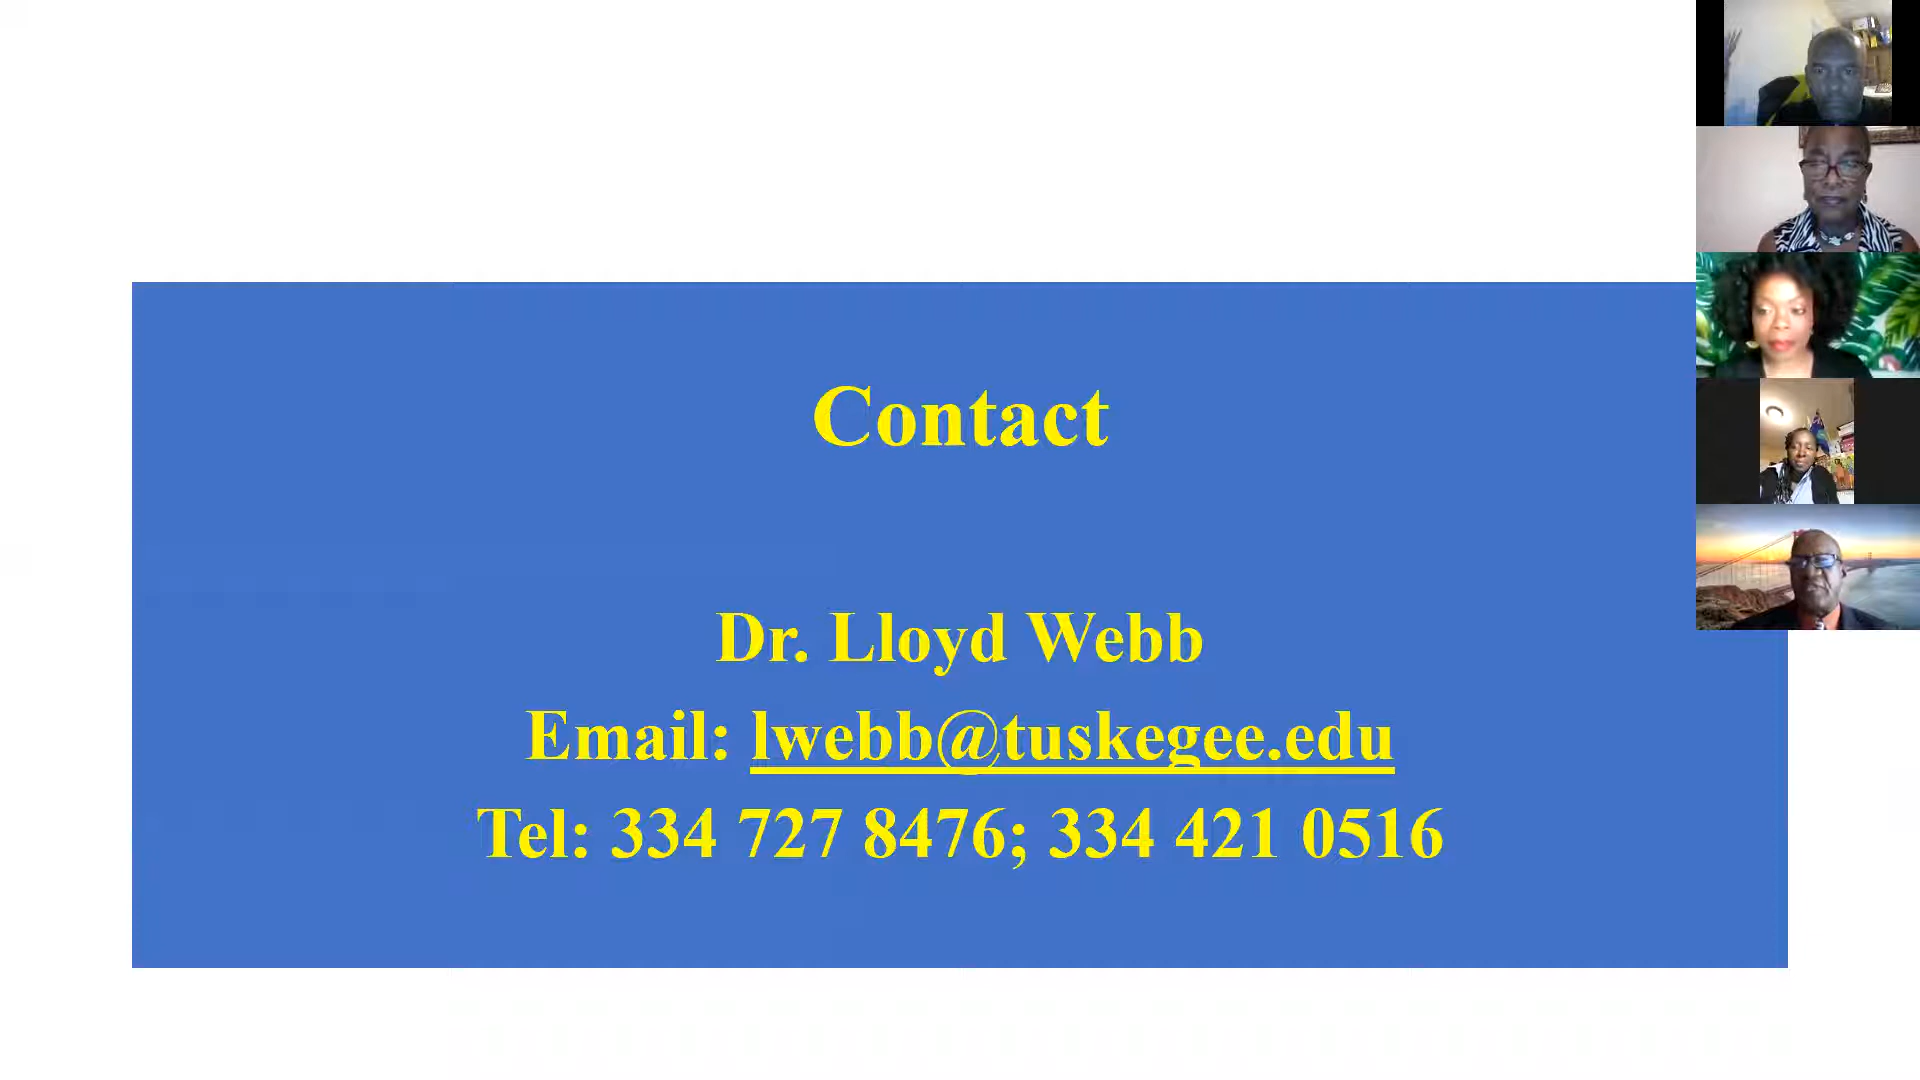 Contact
Dr. Lloyd Webb
Email: lwebb@tuskegee.edu
Tel: 334 727 8476; 334 421 0516